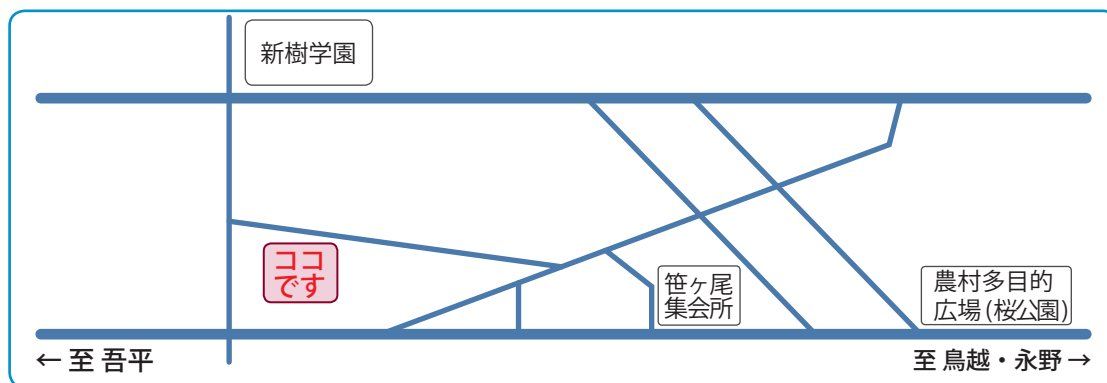 新樹学園
ココ
です
笹ヶ尾
集会所
農村多目的
広場(桜公園)
← 至 吾平
至 鳥越・永野 →